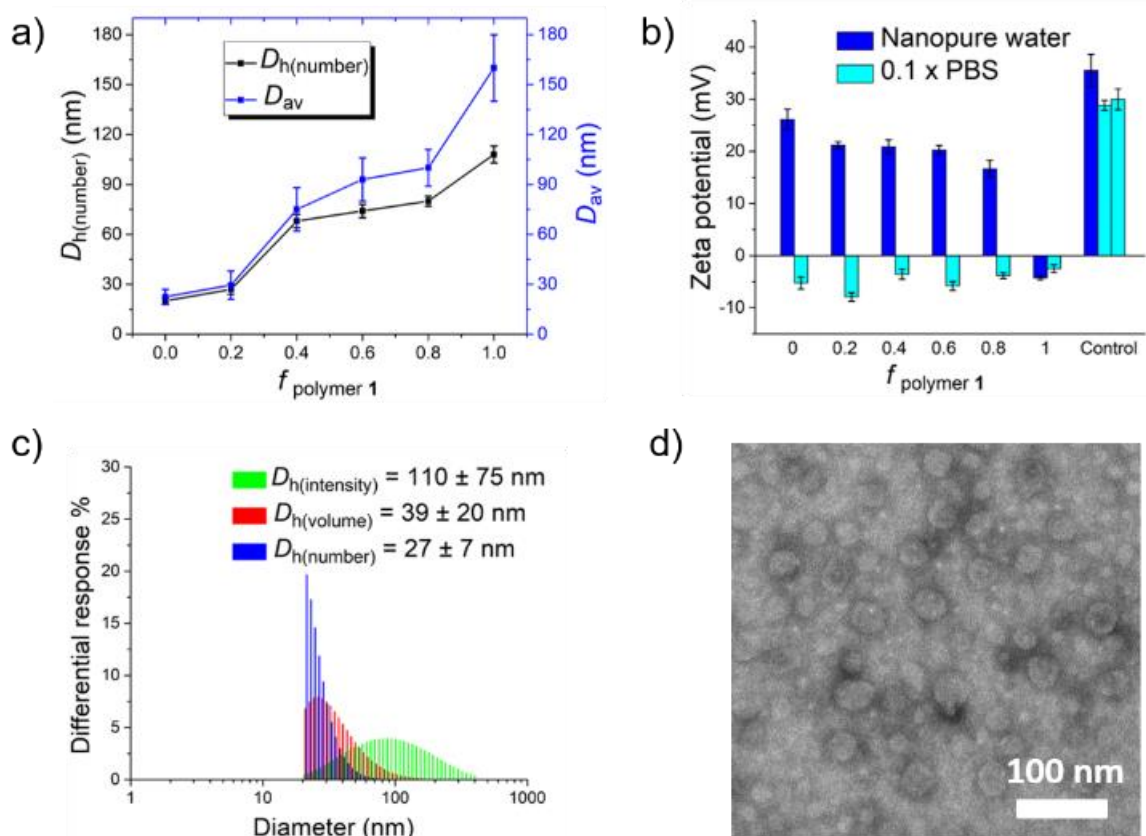 a)
180
150
120
90
60
30
0
Dh(number) (nm)
Dh(number)
Dav
180
150
120
90
60
30
0
Dav (nm)
0.0 0.2 0.4 0.6 0.8 1.0
f polymer 1
b)
Nanopure water
0.1 x PBS
40
30
20
10
0
-10
Zeta potential (mV)
0 0.2 0.4 0.6 0.8 1 Control
f polymer 1
c)
30
25
20
15
10
5
0
Differential response %
Dh(intensity) = 110 ± 75 nm
Dh(volume) = 39 ± 20 nm
Dh(number) = 27 ± 7 nm
1 10 100 1000
Diameter (nm)
d)
100 nm